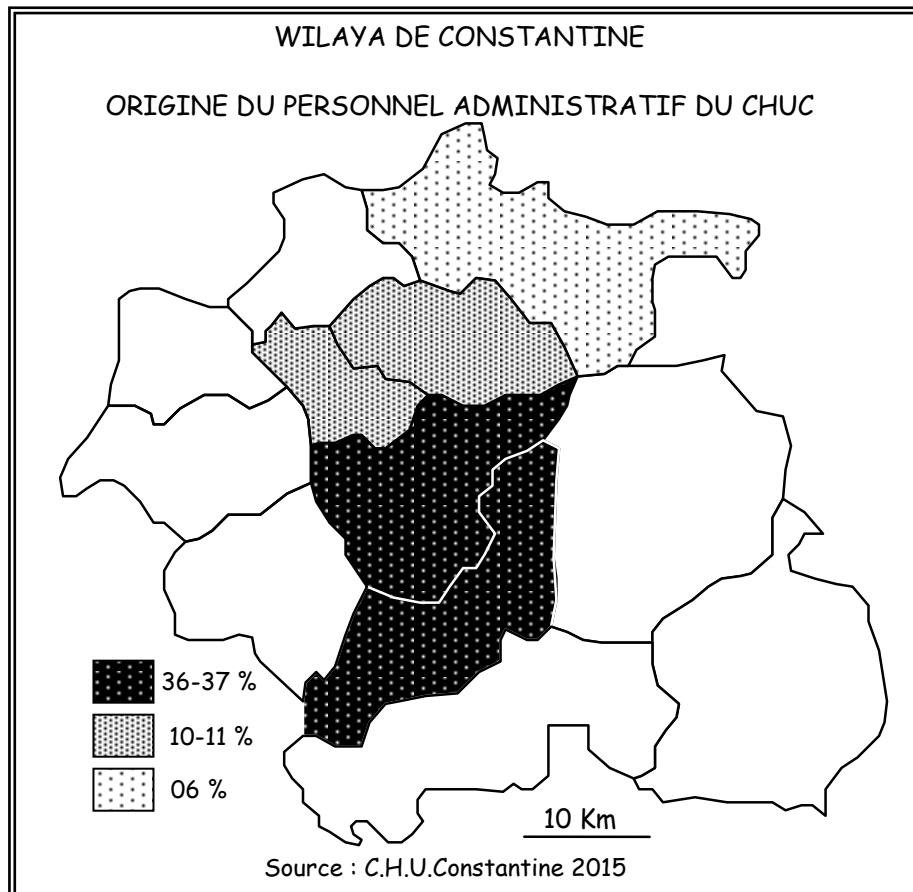 WILAYA DE CONSTANTINE
ORIGINE DU PERSONNEL ADMINISTRATIF DU CHUC
36-37 %
10-11 %
06 %
10 Km
Source : C.H.U.Constantine 2015